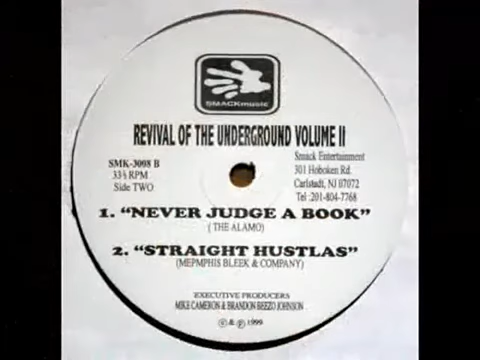 SMACKmusic
REVIVAL OF THE UNDERGROUND VOLUME II
SMK-3008 B
33⅓ RPM
Side TWO
Smack Entertainment
301 Hoboken Rd.
Carlstadt, NJ 07072
Tel :201-804-7768
1. “NEVER JUDGE A BOOK”
( THE ALAMO)
2. “STRAIGHT HUSTLAS”
(MEPMPHIS BLEEK & COMPANY)
EXECUTIVE PRODUCERS
MIKE CAMERON & BRANDON BEEZO JOHNSON
© & ℗ 1999